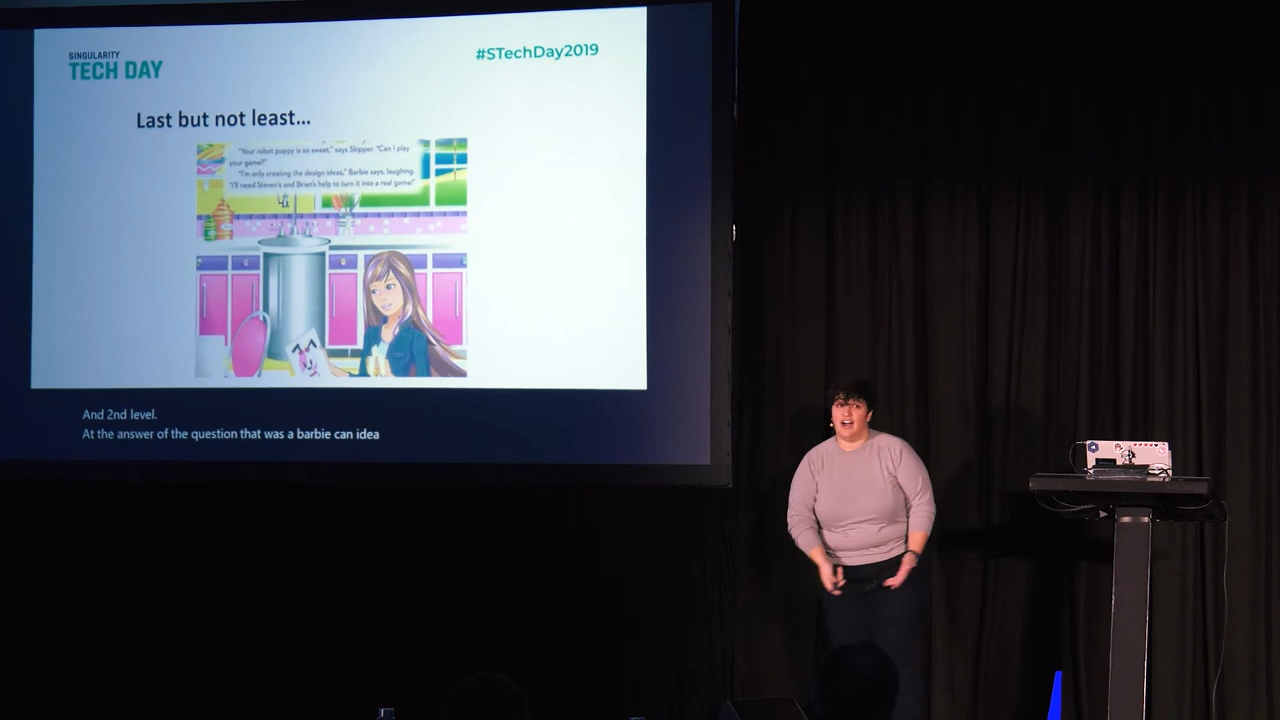 SINGULARITY
TECH DAY
#STechDay2019
Last but not least...
"Your robot puppy is so sweet," says Skipper. "Can I play
your game?"
"I'm only creating the design ideas," Barbie says, laughing.
"I'll need Steven's and Brian's help to turn it into a real game!"
And 2nd level.
At the answer of the question that was a barbie can idea